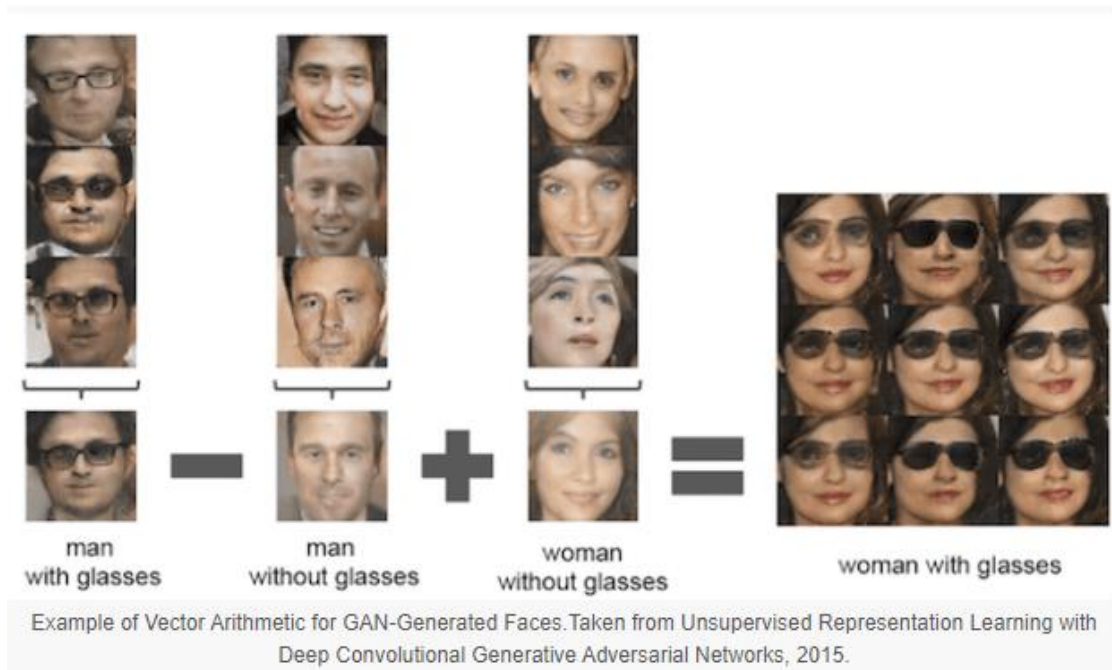 man
with glasses
man
without glasses
woman
without glasses
woman with glasses
Example of Vector Arithmetic for GAN-Generated Faces.Taken from Unsupervised Representation Learning with
Deep Convolutional Generative Adversarial Networks, 2015.